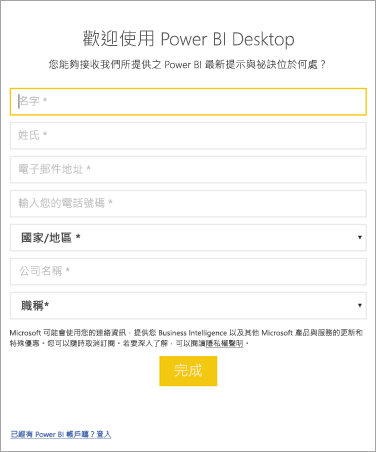 歡迎使用 Power BI Desktop
您能夠接收我們所提供之 Power BI 最新提示與祕訣位於何處？
名字 *
姓氏 *
電子郵件地址 *
輸入您的電話號碼 *
國家/地區 *
公司名稱 *
職稱*
Microsoft 可能會使用您的連絡資訊，提供您 Business Intelligence 以及其他 Microsoft 產品與服務的更新和
特殊優惠。您可以隨時取消訂閱。若要深入了解，可以閱讀隱私權聲明。
完成
已經有 Power BI 帳戶嗎？登入